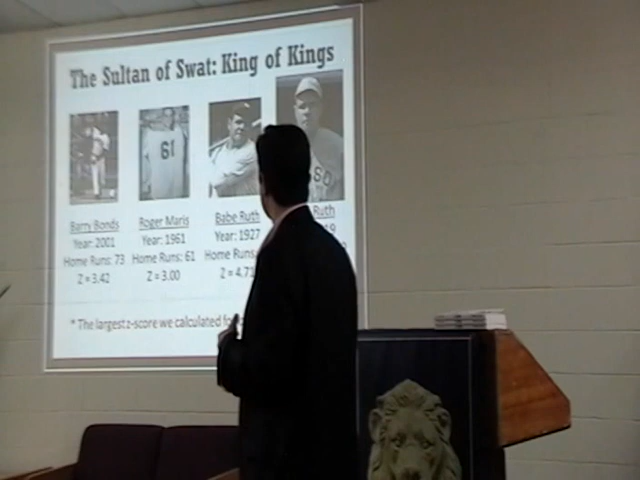 The Sultan of Swat: King of Kings
61
SO
Barry Bonds
Year: 2001
Home Runs: 73
Z = 3.42
Roger Maris
Year: 1961
Home Runs: 61
Z = 3.00
Babe Ruth
Year: 1927
Home Runs
Z = 4.7
Ruth
* The largest z-score we calculated